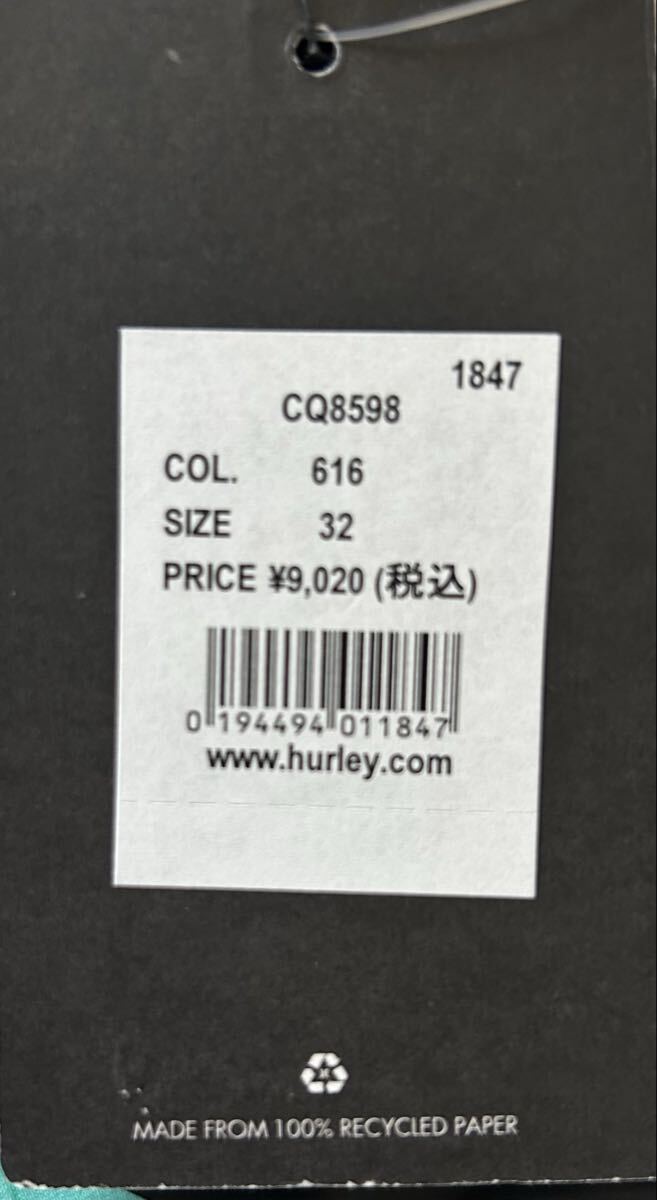 1847
CQ8598
COL. 616
SIZE 32
PRICE ¥9,020 (税込)
0 194494 011847
www.hurley.com
MADE FROM 100% RECYCLED PAPER